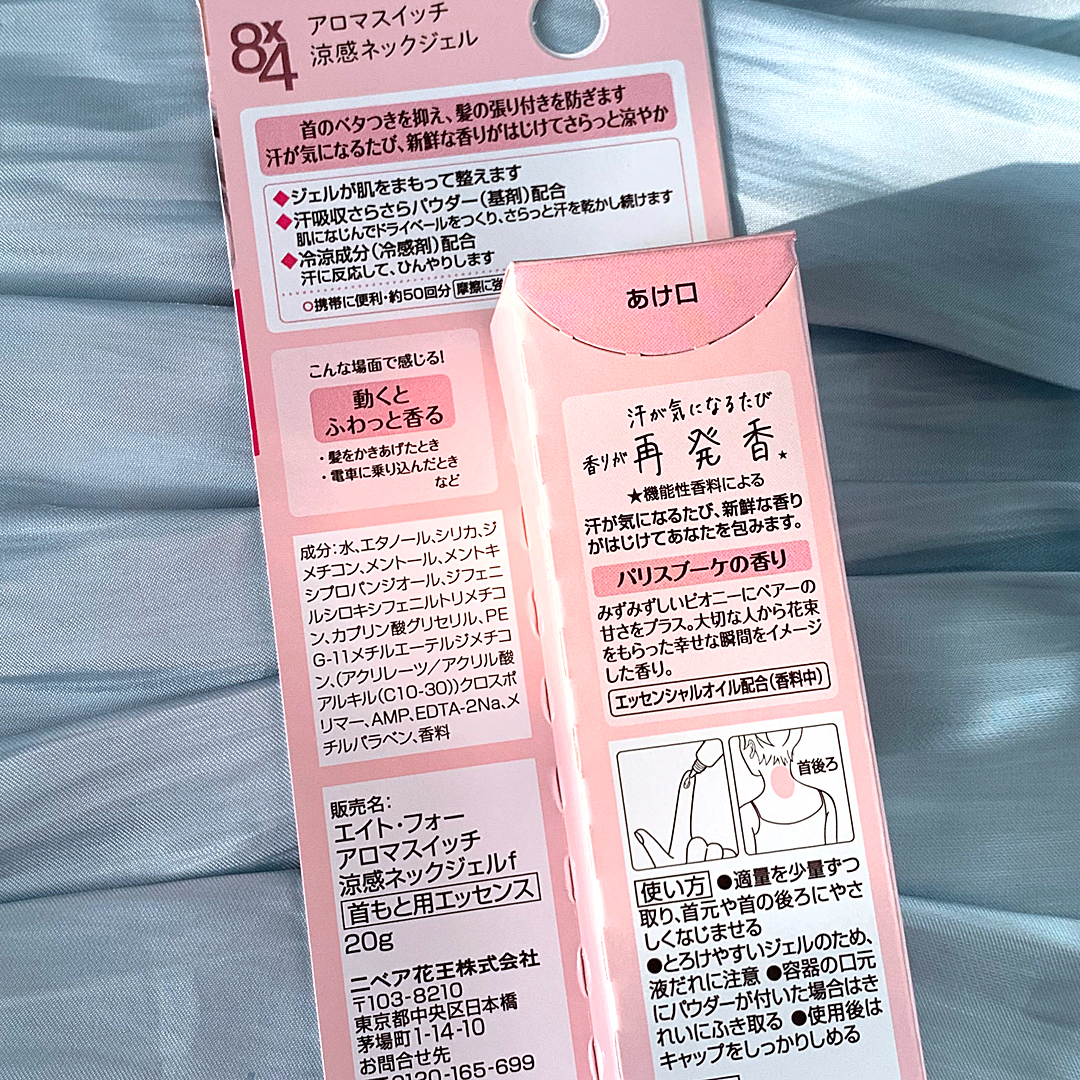 8x4
アロマスイッチ
涼感ネックジェル
首のベタつきを抑え、髪の張り付きを防ぎます
汗が気になるたび、新鮮な香りがはじけてさらっと涼やか
◆ジェルが肌をまもって整えます
◆汗吸収さらさらパウダー(基剤)配合
肌になじんでドライベールをつくり、さらっと汗を乾かし続けます
◆冷涼成分(冷感剤)配合
汗に反応して、ひんやりします
○携帯に便利・約50回分 摩擦に強
こんな場面で感じる!
動くと
ふわっと香る
・髪をかきあげたとき
・電車に乗り込んだとき
など
成分:水、エタノール、シリカ、ジ
メチコン、メントール、メントキ
シプロパンジオール、ジフェニ
ルシロキシフェニルトリメチコ
ン、カプリン酸グリセリル、PE
G-11メチルエーテルジメチコ
ン、(アクリレーツ/アクリル酸
アルキル(C10-30))クロスポ
リマー、AMP、EDTA-2Na、メ
チルパラベン、香料
販売名:
エイト・フォー
アロマスイッチ
涼感ネックジェルf
首もと用エッセンス
20g
ニベア花王株式会社
〒103-8210
東京都中央区日本橋
茅場町1-14-10
お問合せ先
0120-165-699
あけ口
汗が気になるたび
香りが再発香★
★機能性香料による
汗が気になるたび、新鮮な香り
がはじけてあなたを包みます。
パリスブーケの香り
みずみずしいピオニーにペアーの
甘さをプラス。大切な人から花束
をもらった幸せな瞬間をイメージ
した香り。
エッセンシャルオイル配合(香料中)
首後ろ
使い方 ●適量を少量ずつ
取り、首元や首の後ろにやさ
しくなじませる
●とろけやすいジェルのため、
液だれに注意 ●容器の口元
にパウダーが付いた場合はき
れいにふき取る ●使用後は
キャップをしっかりしめる